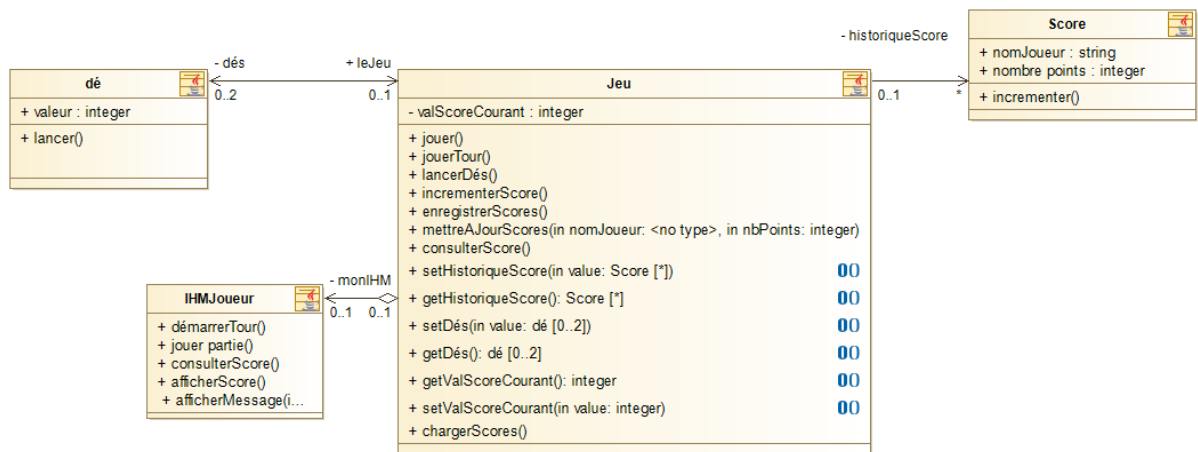 - historiqueScore
Score
+ nomJoueur : string
+ nombre points : integer
+ incrementer()
- dés
+ leJeu
0..2
0..1
dé
+ valeur : integer
+ lancer()
Jeu
0..1
*
- valScoreCourant : integer
+ jouer()
+ jouerTour()
+ lancerDés()
+ incrementerScore()
+ enregistrerScores()
+ mettreAJourScores(in nomJoueur: <no type>, in nbPoints: integer)
+ consulterScore()
+ setHistoriqueScore(in value: Score [*])
+ getHistoriqueScore(): Score [*]
+ setDés(in value: dé [0..2])
+ getDés(): dé [0..2]
+ getValScoreCourant(): integer
+ setValScoreCourant(in value: integer)
+ chargerScores()
- monIHM
0..1
0..1
IHMJoueur
+ démarrerTour()
+ jouer partie()
+ consulterScore()
+ afficherScore()
+ afficherMessage(i...